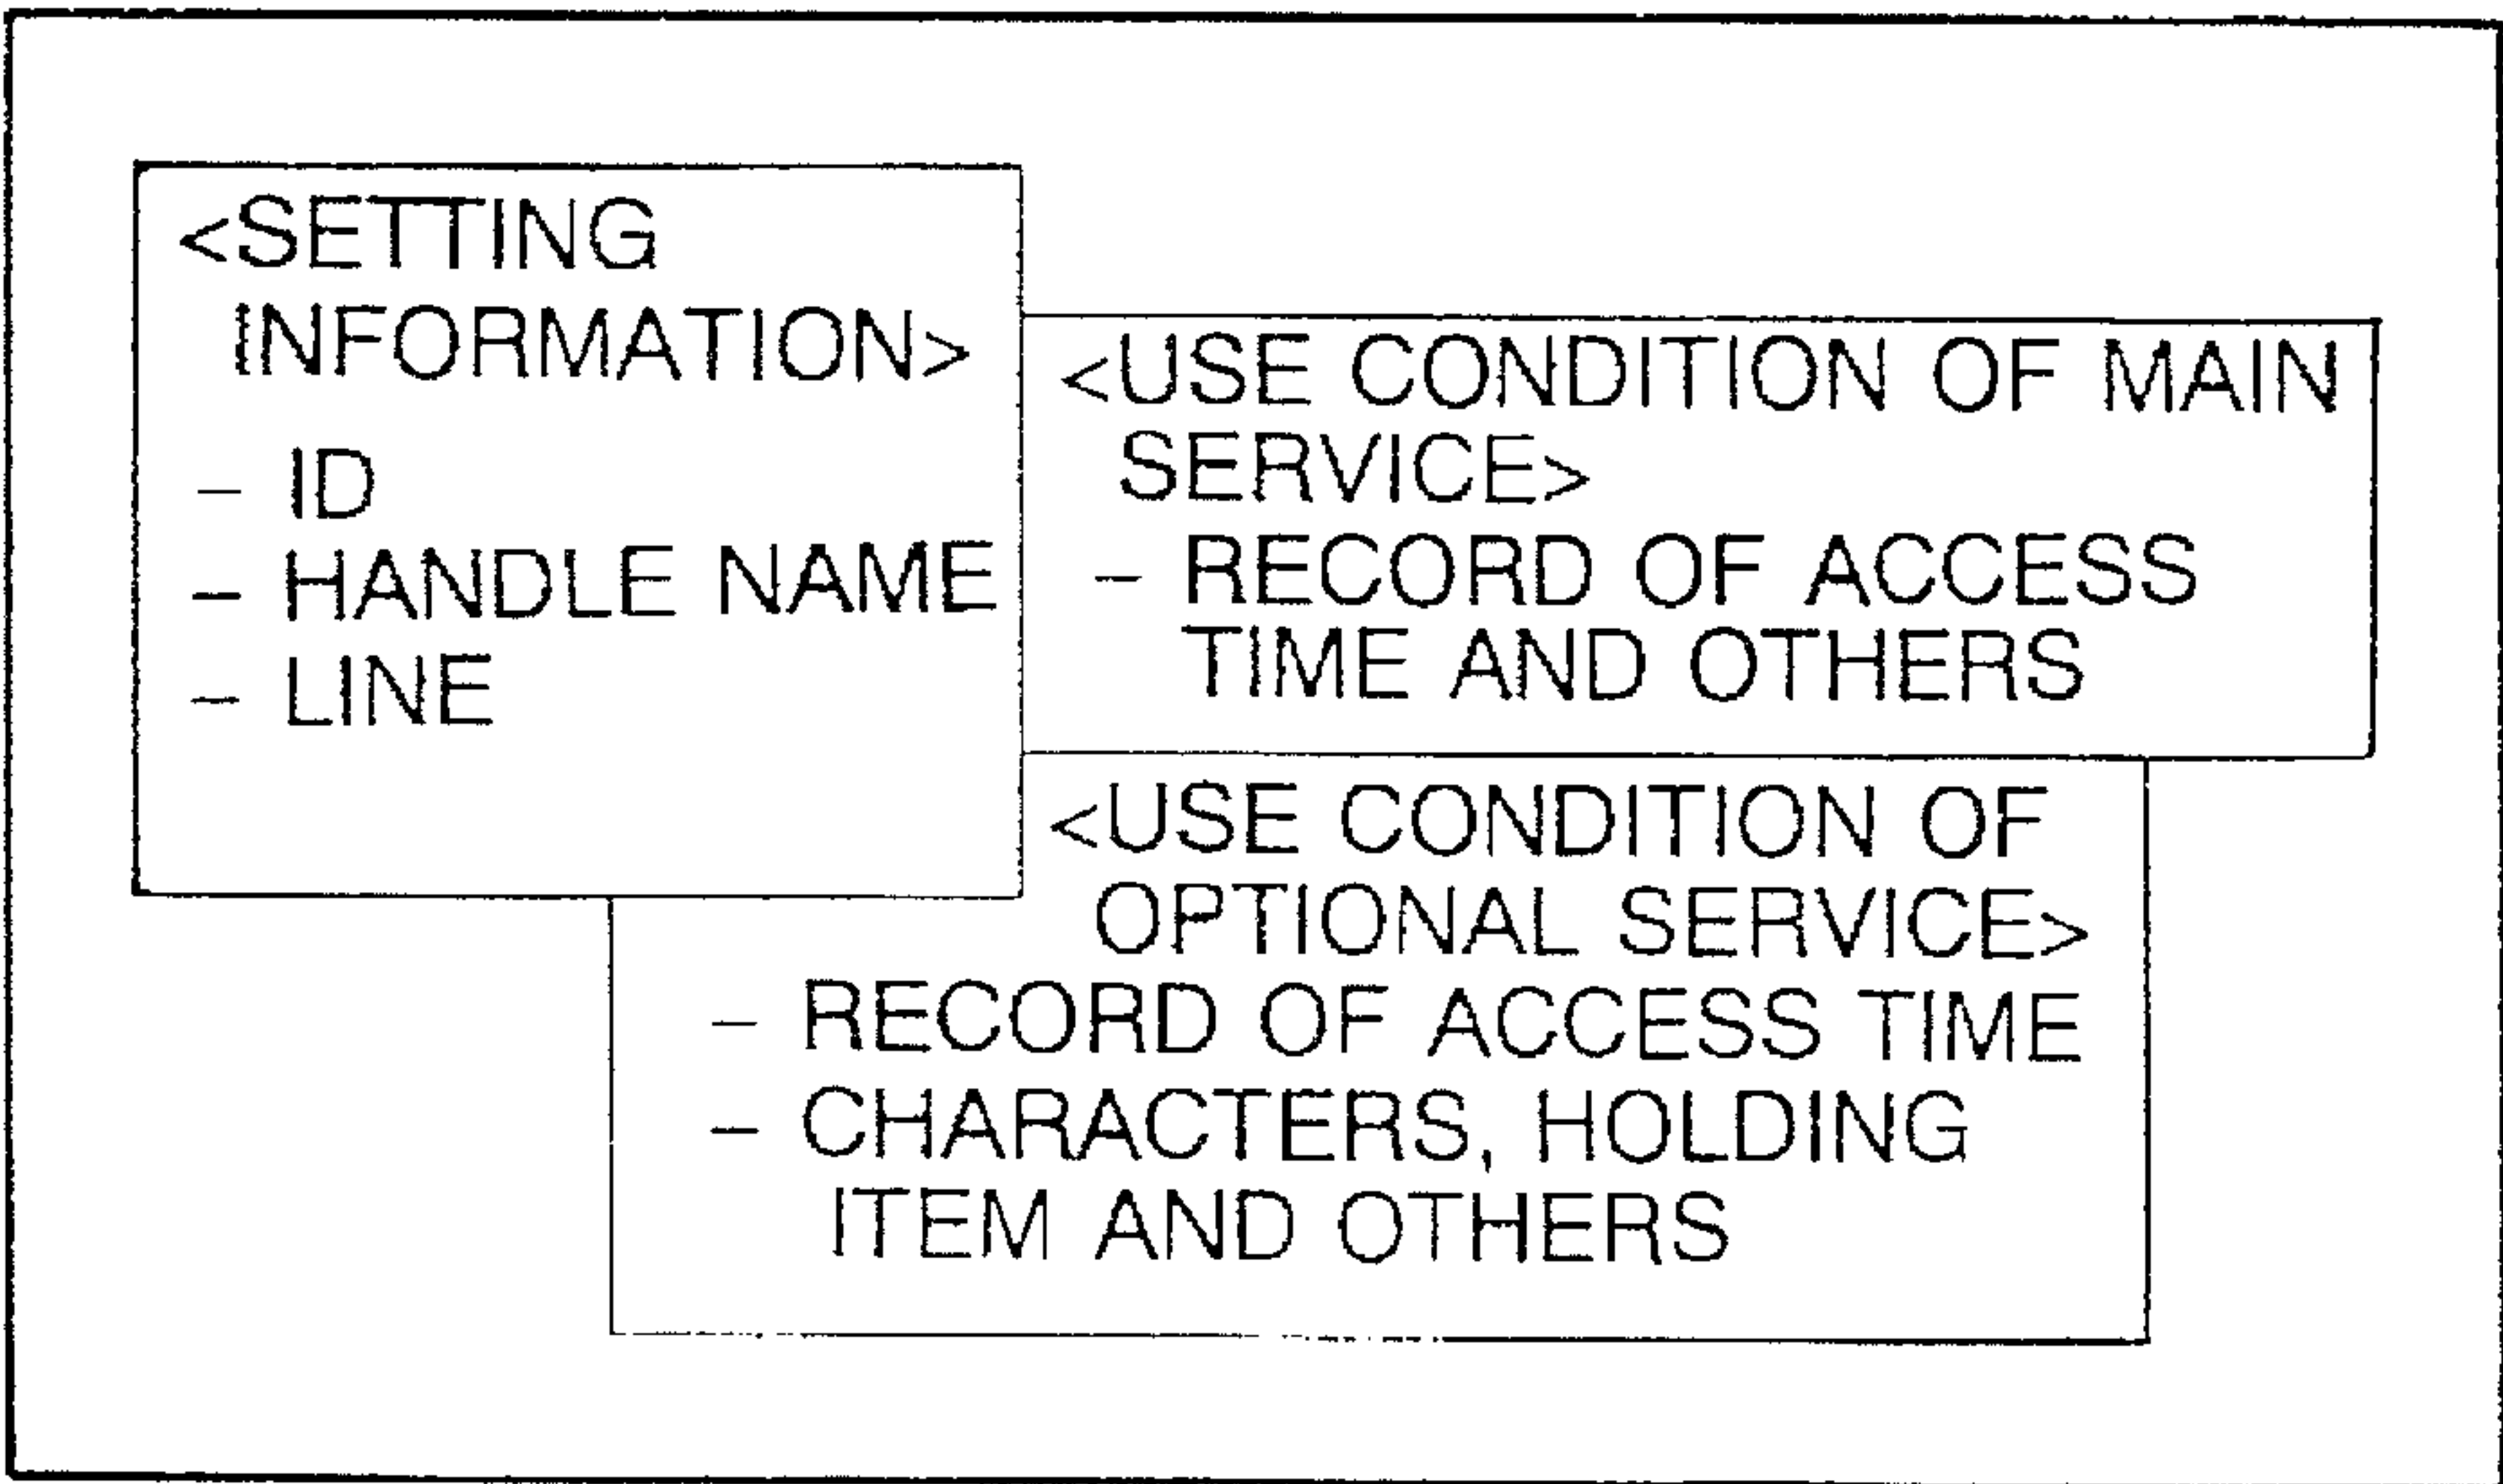 <SETTING
INFORMATION>
– ID
– HANDLE NAME
– LINE
<USE CONDITION OF MAIN
SERVICE>
– RECORD OF ACCESS
TIME AND OTHERS
<USE CONDITION OF
OPTIONAL SERVICE>
– RECORD OF ACCESS TIME
– CHARACTERS, HOLDING
ITEM AND OTHERS